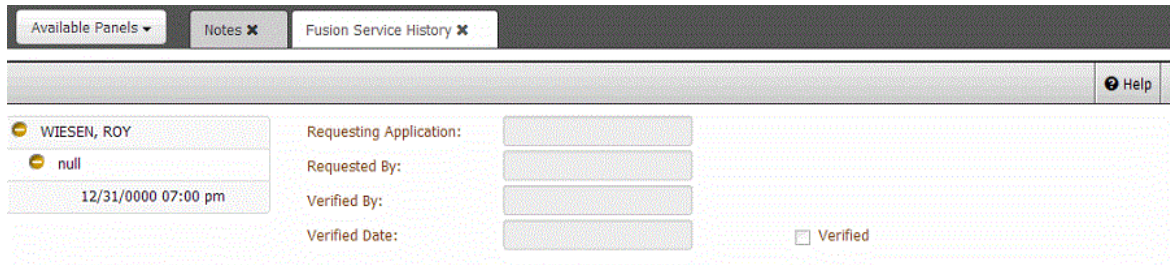 Available Panels
Notes
Fusion Service History
Help
WIESEN, ROY
null
12/31/0000 07:00 pm
Requesting Application:
Requested By:
Verified By:
Verified Date:
Verified